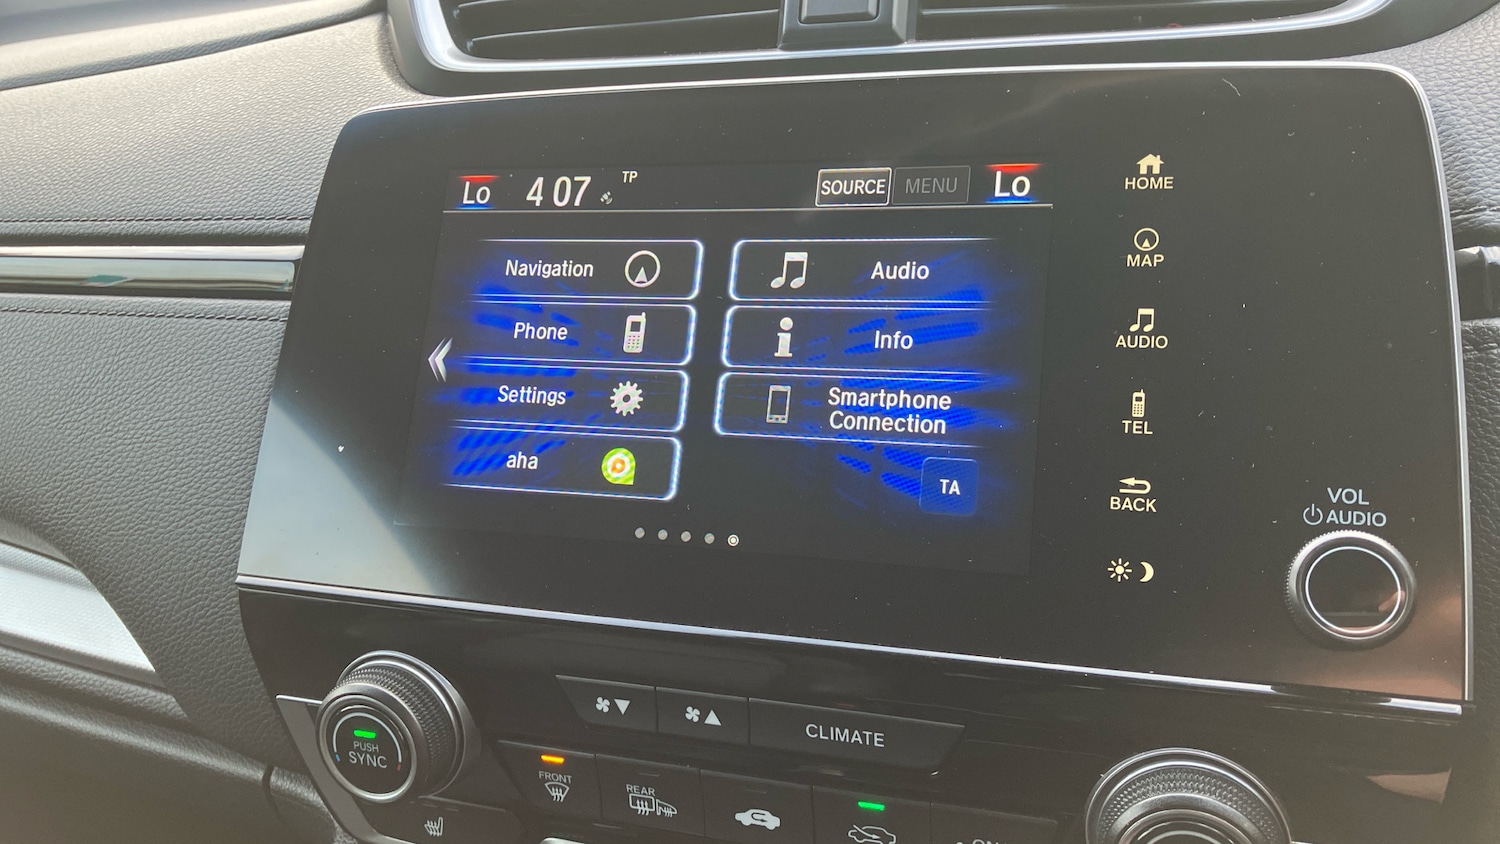 Lo 4 07 TP SOURCE MENU Lo
Navigation
Audio
Phone
Info
Settings
Smartphone
Connection
aha
TA
HOME
MAP
AUDIO
TEL
BACK
VOL
AUDIO
PUSH
SYNC
CLIMATE
FRONT
REAR